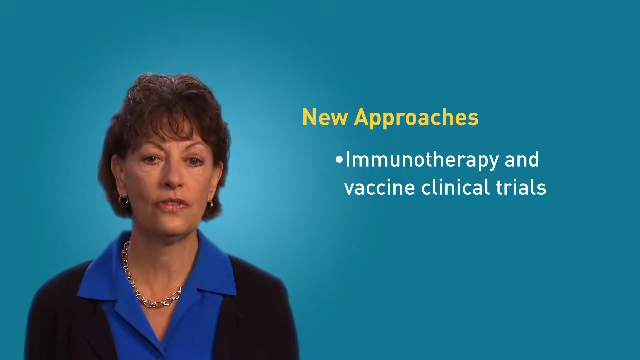 New Approaches
•Immunotherapy and
vaccine clinical trials